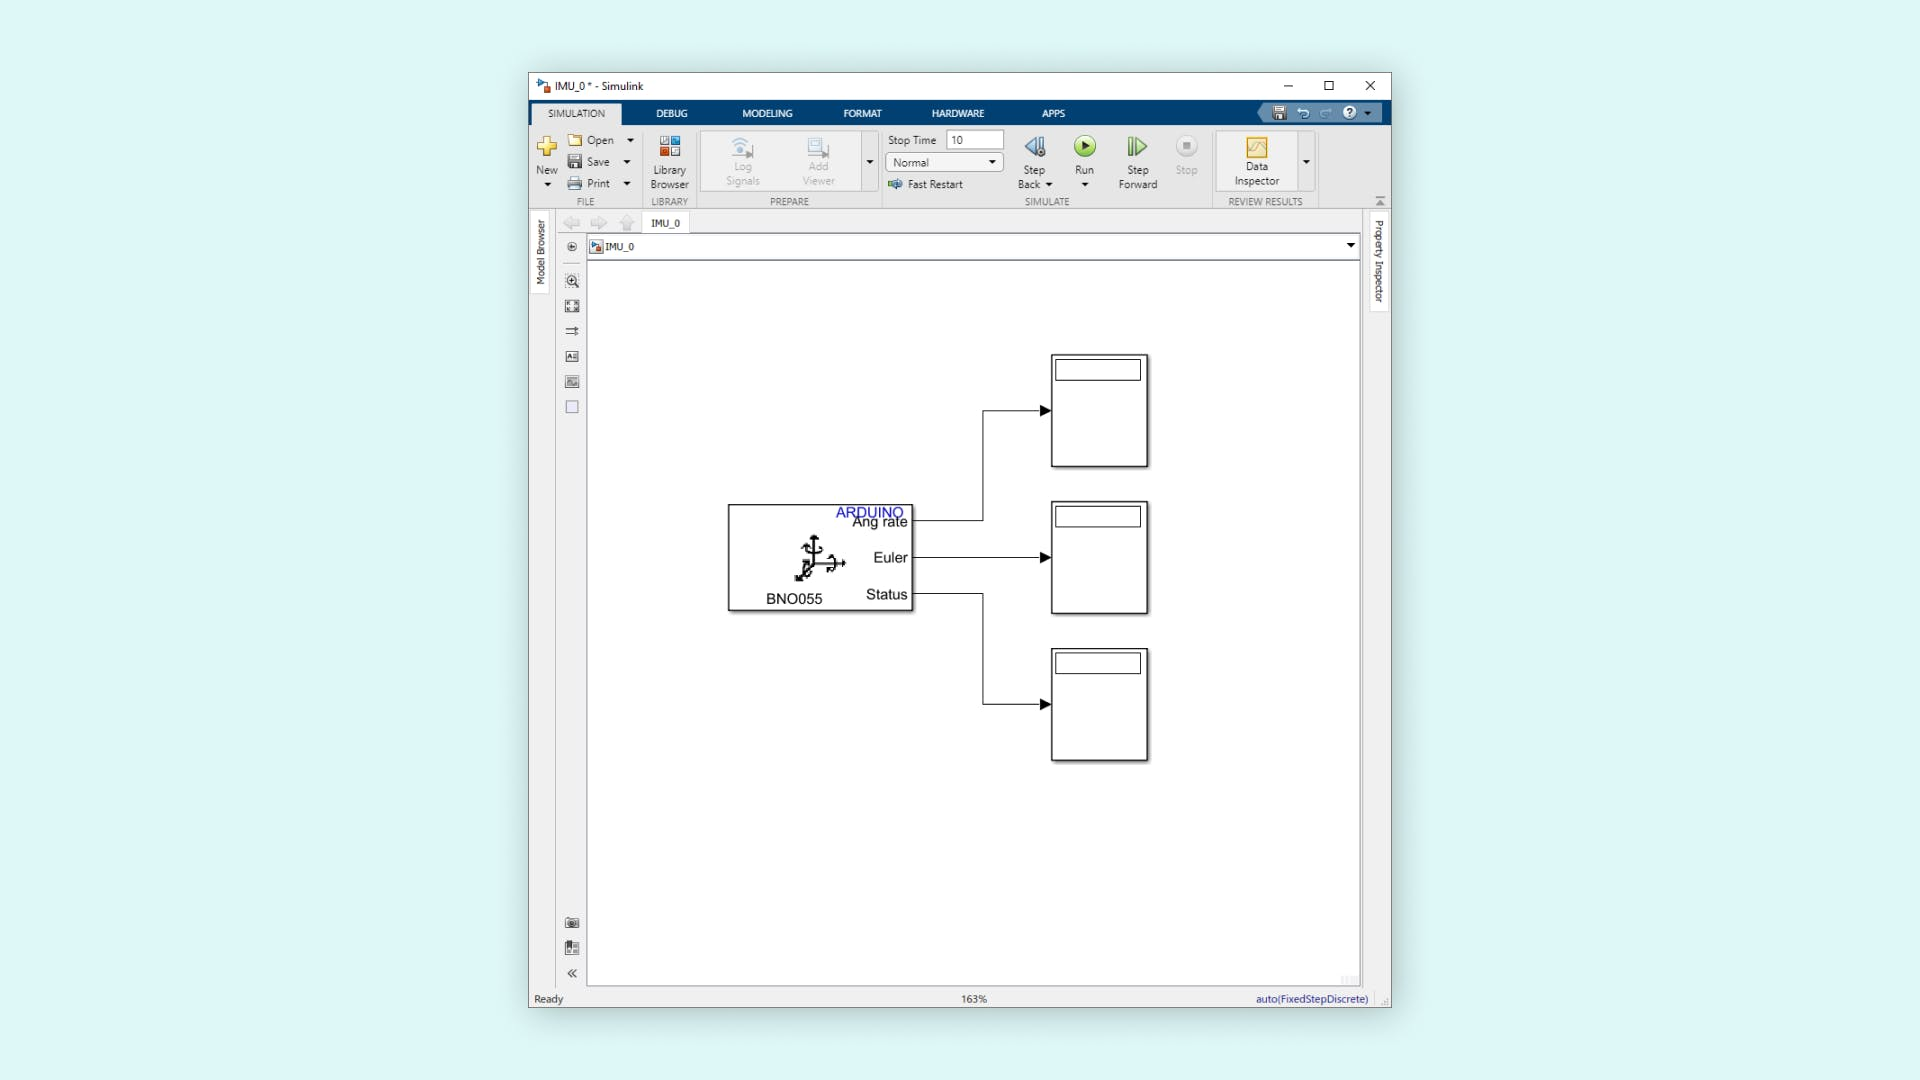 IMU_0 * - Simulink
SIMULATION DEBUG MODELING FORMAT HARDWARE APPS
New
Open
Save
Print
FILE
Library
Browser
LIBRARY
Log
Signals
Add
Viewer
PREPARE
Stop Time 10
Normal
Fast Restart
Step
Back
Run
Step
Forward
Stop
SIMULATE
Data
Inspector
REVIEW RESULTS
Model Browser
IMU_0
IMU_0
Property Inspector
ARDUINO
Ang rate
Euler
Status
BNO055
Ready 163% auto(FixedStepDiscrete)